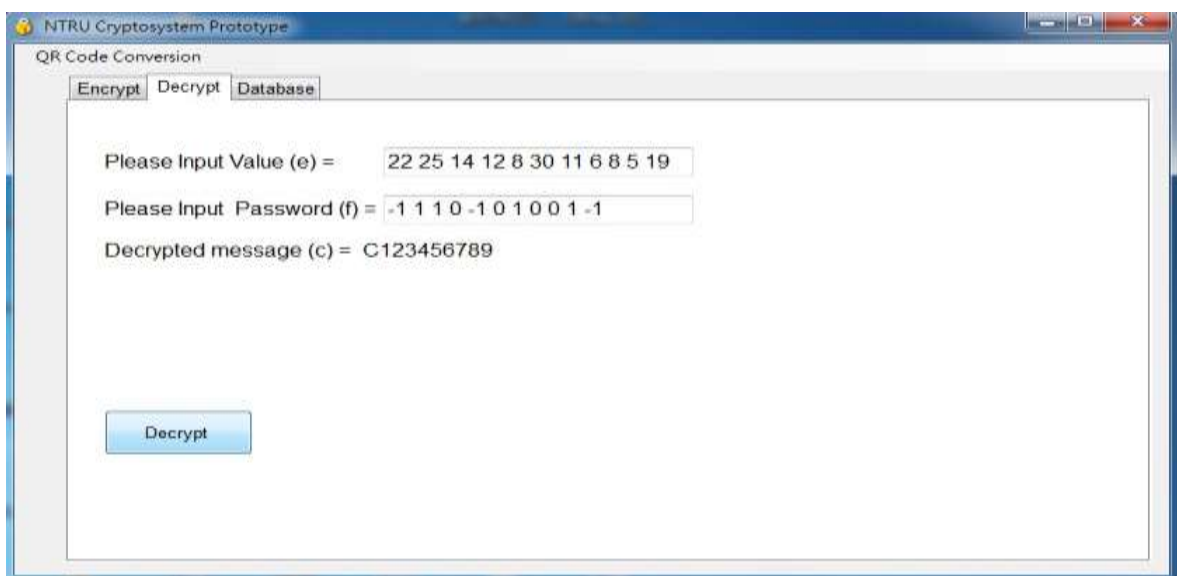 NTRU Cryptosystem Prototype
QR Code Conversion
Encrypt Decrypt Database
Please Input Value (e) = 22 25 14 12 8 30 11 6 8 5 19
Please Input Password (f) = -1 1 1 0 -1 0 1 0 0 1 -1
Decrypted message (c) = C123456789
Decrypt